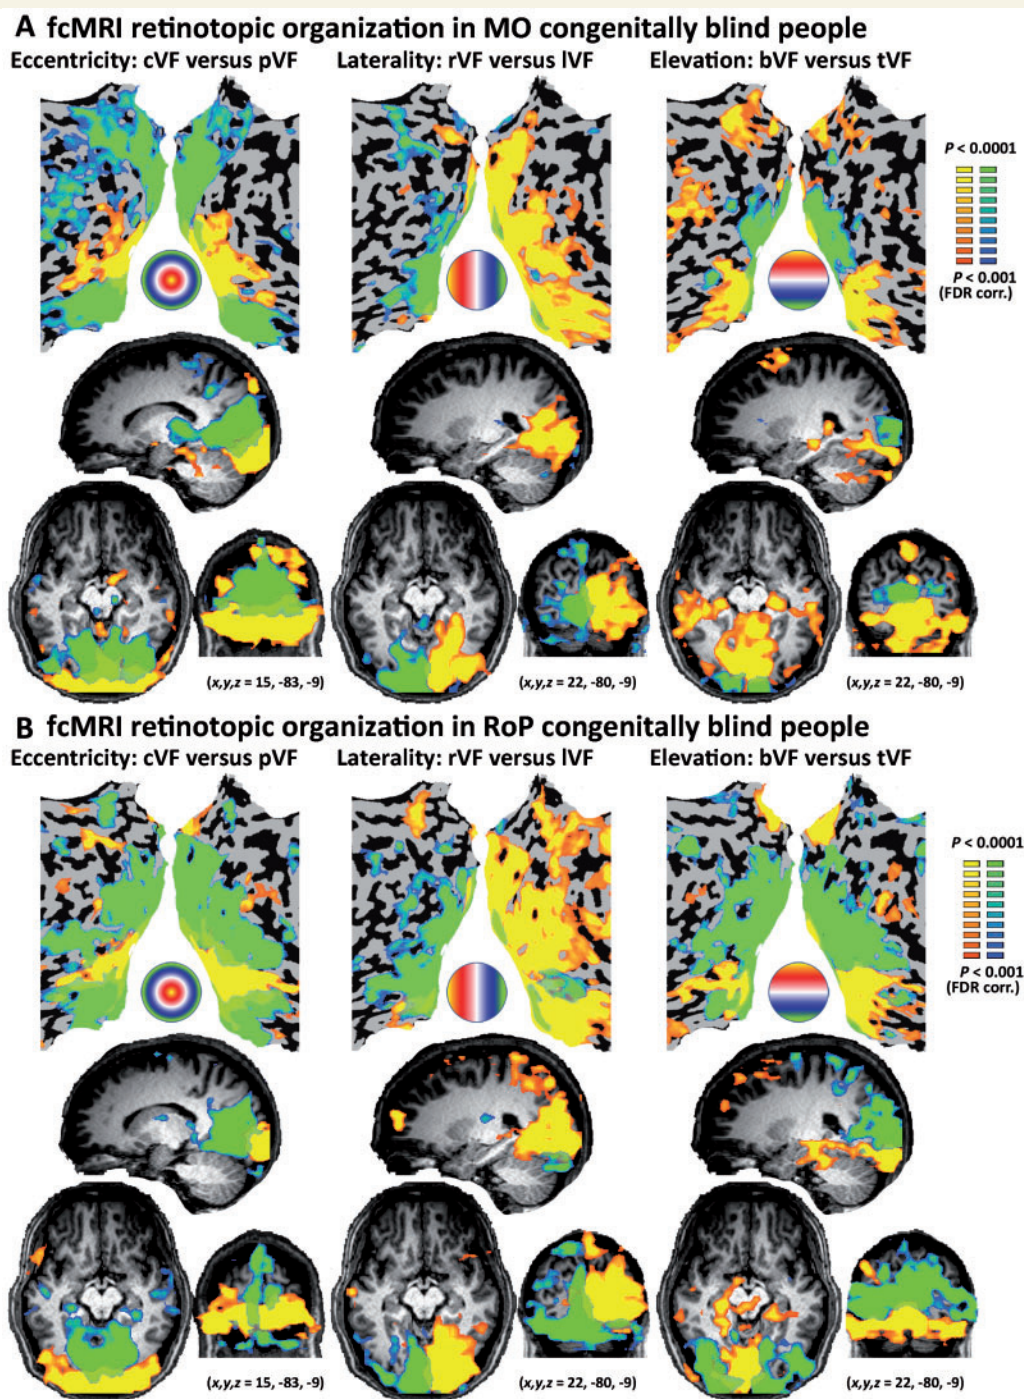 A fcMRI retinotopic organization in MO congenitally blind people
Eccentricity: cVF versus pVF Laterality: rVF versus lVF Elevation: bVF versus tVF
P < 0.0001
P < 0.001
(FDR corr.)
(x,y,z = 15, -83, -9) (x,y,z = 22, -80, -9) (x,y,z = 22, -80, -9)
B fcMRI retinotopic organization in RoP congenitally blind people
Eccentricity: cVF versus pVF Laterality: rVF versus lVF Elevation: bVF versus tVF
P < 0.0001
P < 0.001
(FDR corr.)
(x,y,z = 15, -83, -9) (x,y,z = 22, -80, -9) (x,y,z = 22, -80, -9)